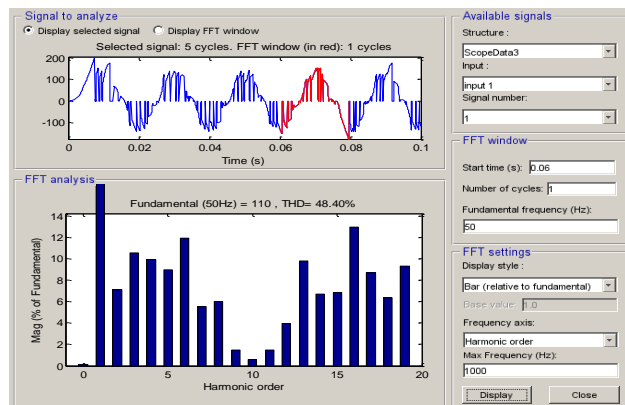 Signal to analyze
Display selected signal Display FFT window
Selected signal: 5 cycles. FFT window (in red): 1 cycles
200
100
0
-100
0 0.02 0.04 0.06 0.08 0.1
Time (s)
FFT analysis
Fundamental (50Hz) = 110 , THD= 48.40%
Mag (% of Fundamental)
14
12
10
8
6
4
2
0
0 5 10 15 20
Harmonic order
Available signals
Structure :
ScopeData3
Input :
input 1
Signal number:
1
FFT window
Start time (s): 0.06
Number of cycles: 1
Fundamental frequency (Hz):
50
FFT settings
Display style :
Bar (relative to fundamental)
Base value: 1.0
Frequency axis:
Harmonic order
Max Frequency (Hz):
1000
Display Close